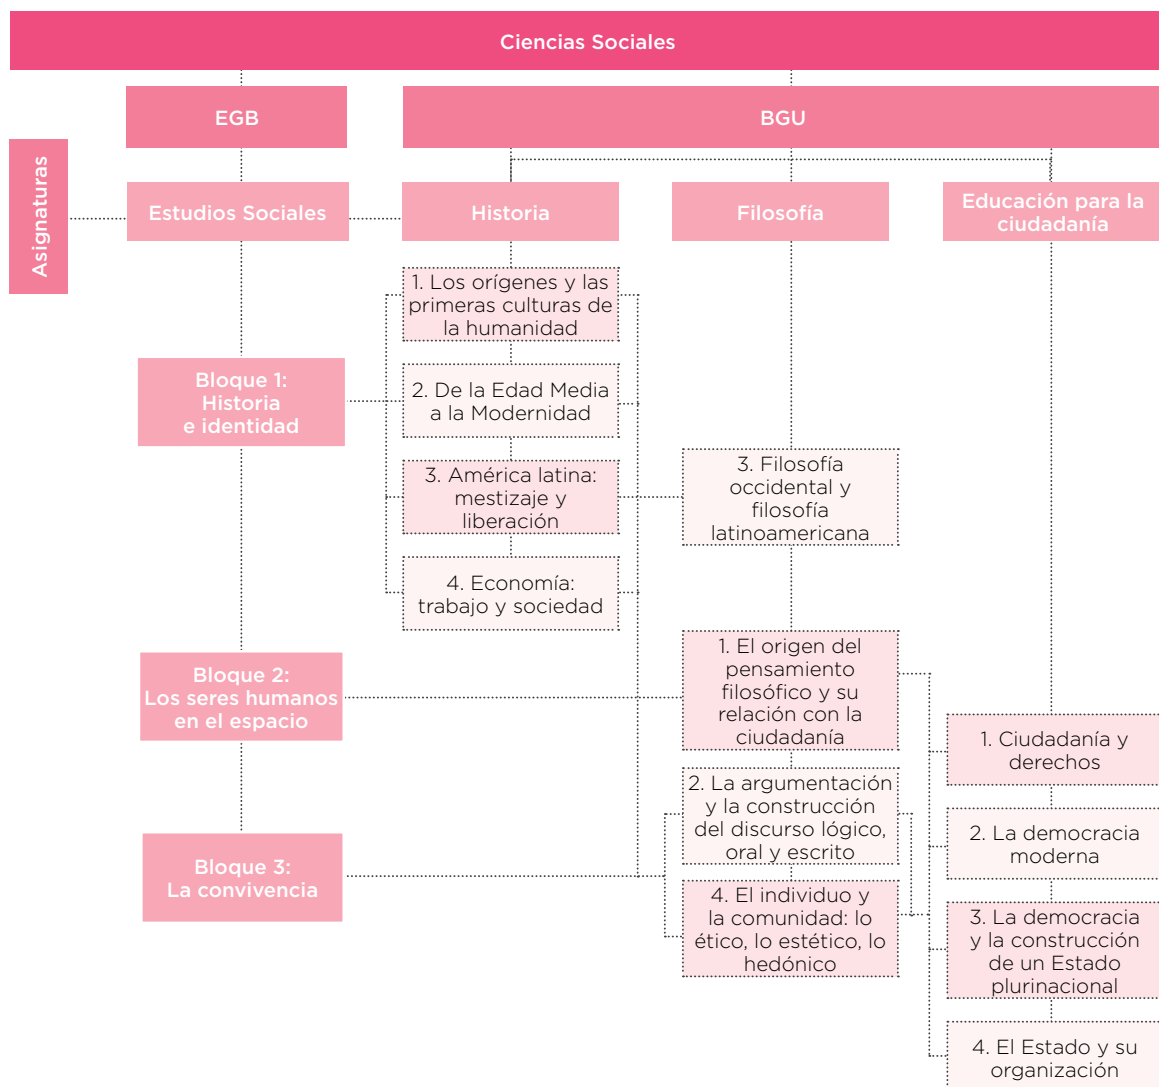 Ciencias Sociales
EGB
BGU
Asignaturas
Estudios Sociales
Historia
Filosofía
Educación para la
ciudadanía
Bloque 1:
Historia
e identidad
Bloque 2:
Los seres humanos
en el espacio
Bloque 3:
La convivencia
1. Los orígenes y las
primeras culturas de
la humanidad
2. De la Edad Media
a la Modernidad
3. América latina:
mestizaje y
liberación
4. Economía:
trabajo y sociedad
3. Filosofía
occidental y
filosofía
latinoamericana
1. El origen del
pensamiento
filosófico y su
relación con la
ciudadanía
2. La argumentación
y la construcción
del discurso lógico,
oral y escrito
4. El individuo y
la comunidad: lo
ético, lo estético, lo
hedónico
1. Ciudadanía y
derechos
2. La democracia
moderna
3. La democracia
y la construcción
de un Estado
plurinacional
4. El Estado y su
organización